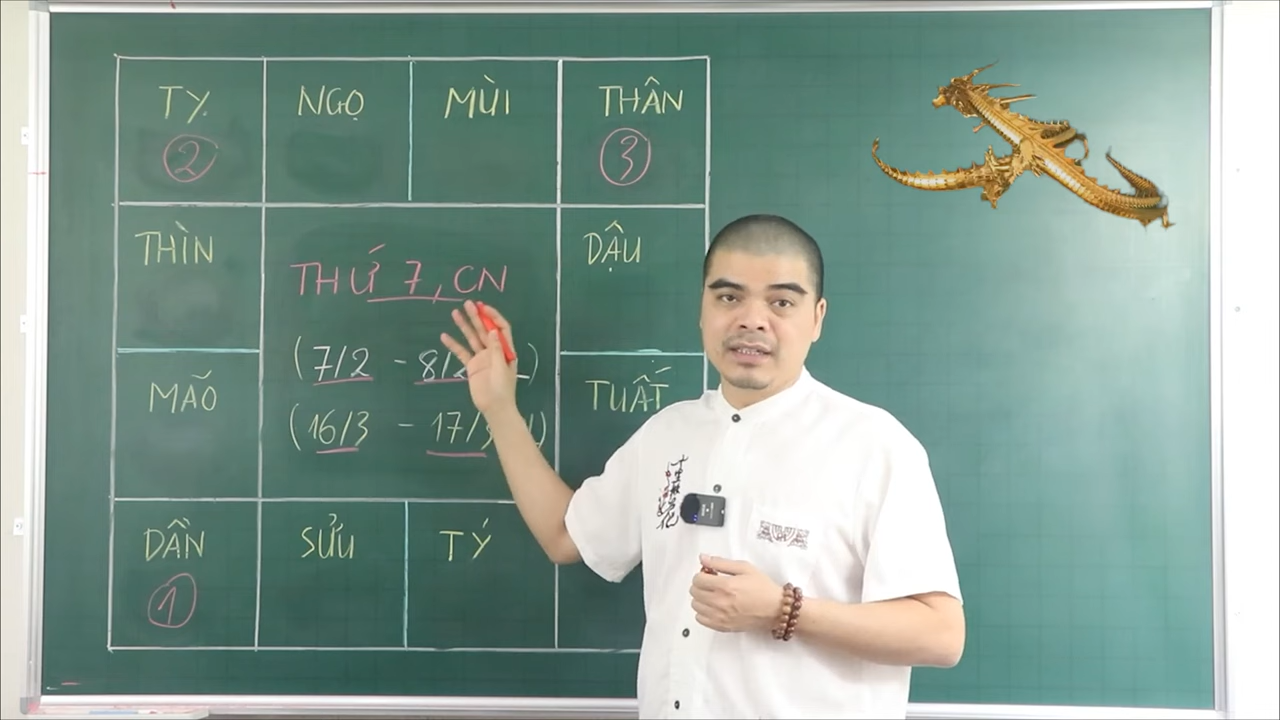 TỴ NGỌ MÙI THÂN
2 3
THÌN DẬU
THỨ 7, CN
(7/2 - 8/2
MÃO TUẤT
(16/3 - 17/3
DẦN SỬU TÝ
1